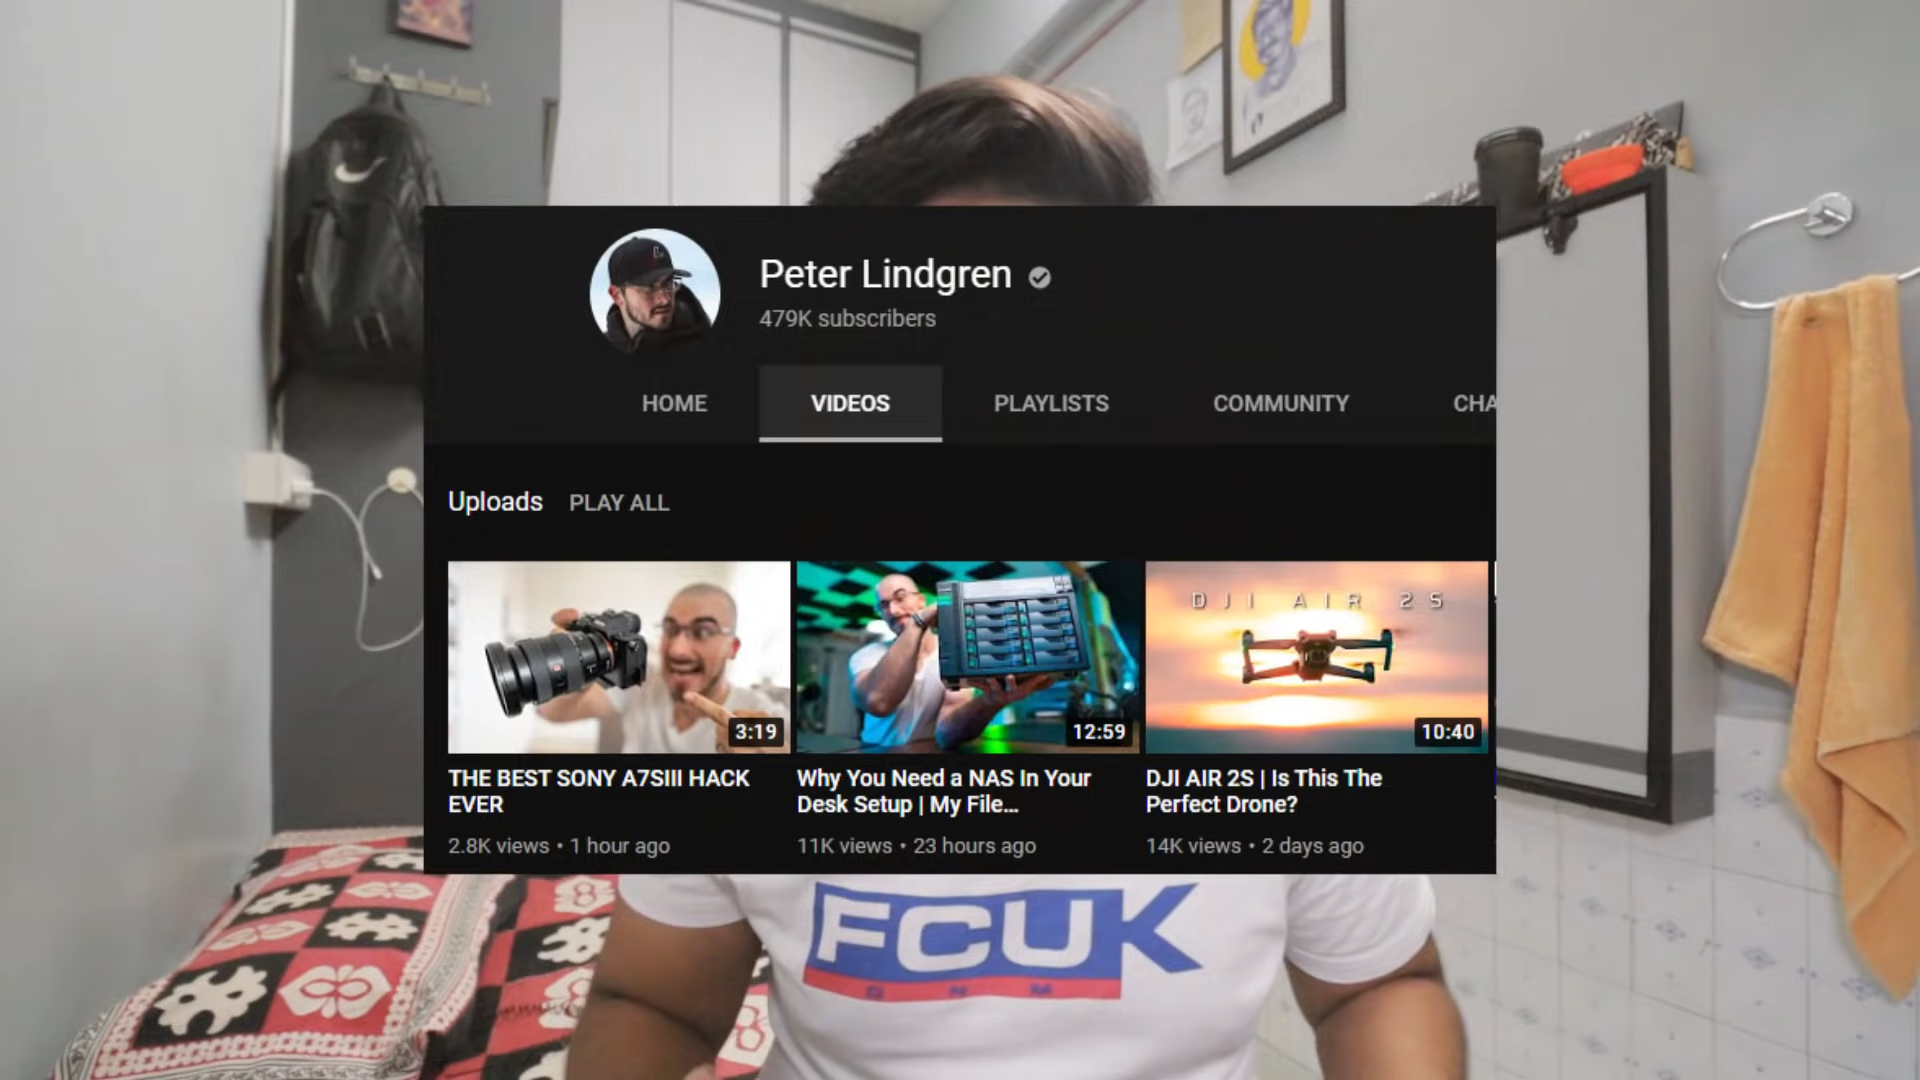 Peter Lindgren
479K subscribers
HOME VIDEOS PLAYLISTS COMMUNITY CHA
Uploads PLAY ALL
DJI AIR 2S
3:19 12:59 10:40
THE BEST SONY A7SIII HACK
EVER
2.8K views • 1 hour ago
Why You Need a NAS In Your
Desk Setup | My File...
11K views • 23 hours ago
DJI AIR 2S | Is This The
Perfect Drone?
14K views • 2 days ago
FCUK